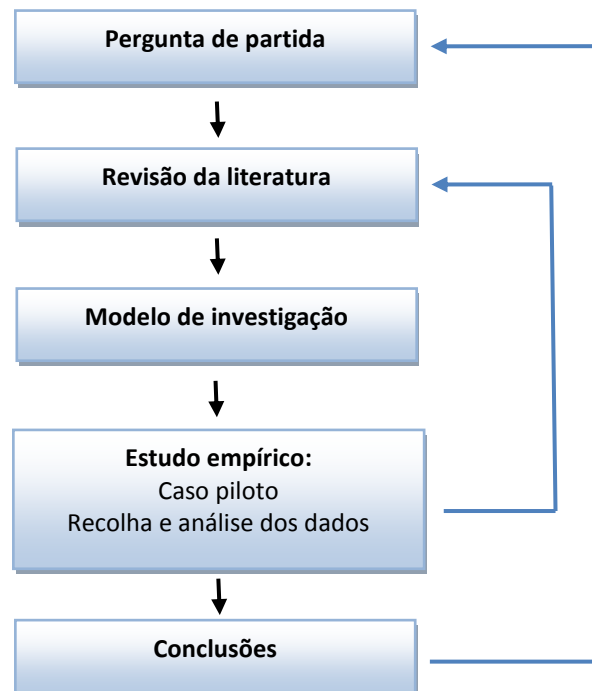 Pergunta de partida
Revisão da literatura
Modelo de investigação
Estudo empírico:
Caso piloto
Recolha e análise dos dados
Conclusões